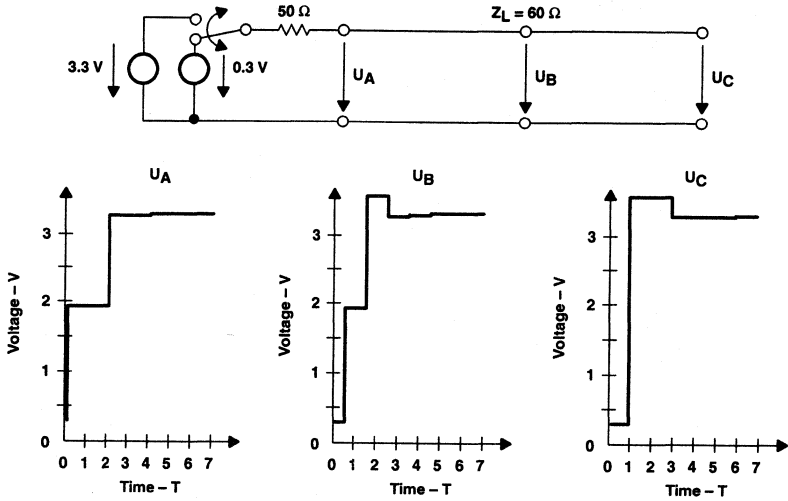 50 Ω
Z_L = 60 Ω
3.3 V
0.3 V
U_A
U_B
U_C
U_A
U_B
U_C
Voltage – V
3
2
1
0
0 1 2 3 4 5 6 7
Time – T
Voltage – V
3
2
1
0
0 1 2 3 4 5 6 7
Time – T
Voltage – V
3
2
1
0
0 1 2 3 4 5 6 7
Time – T